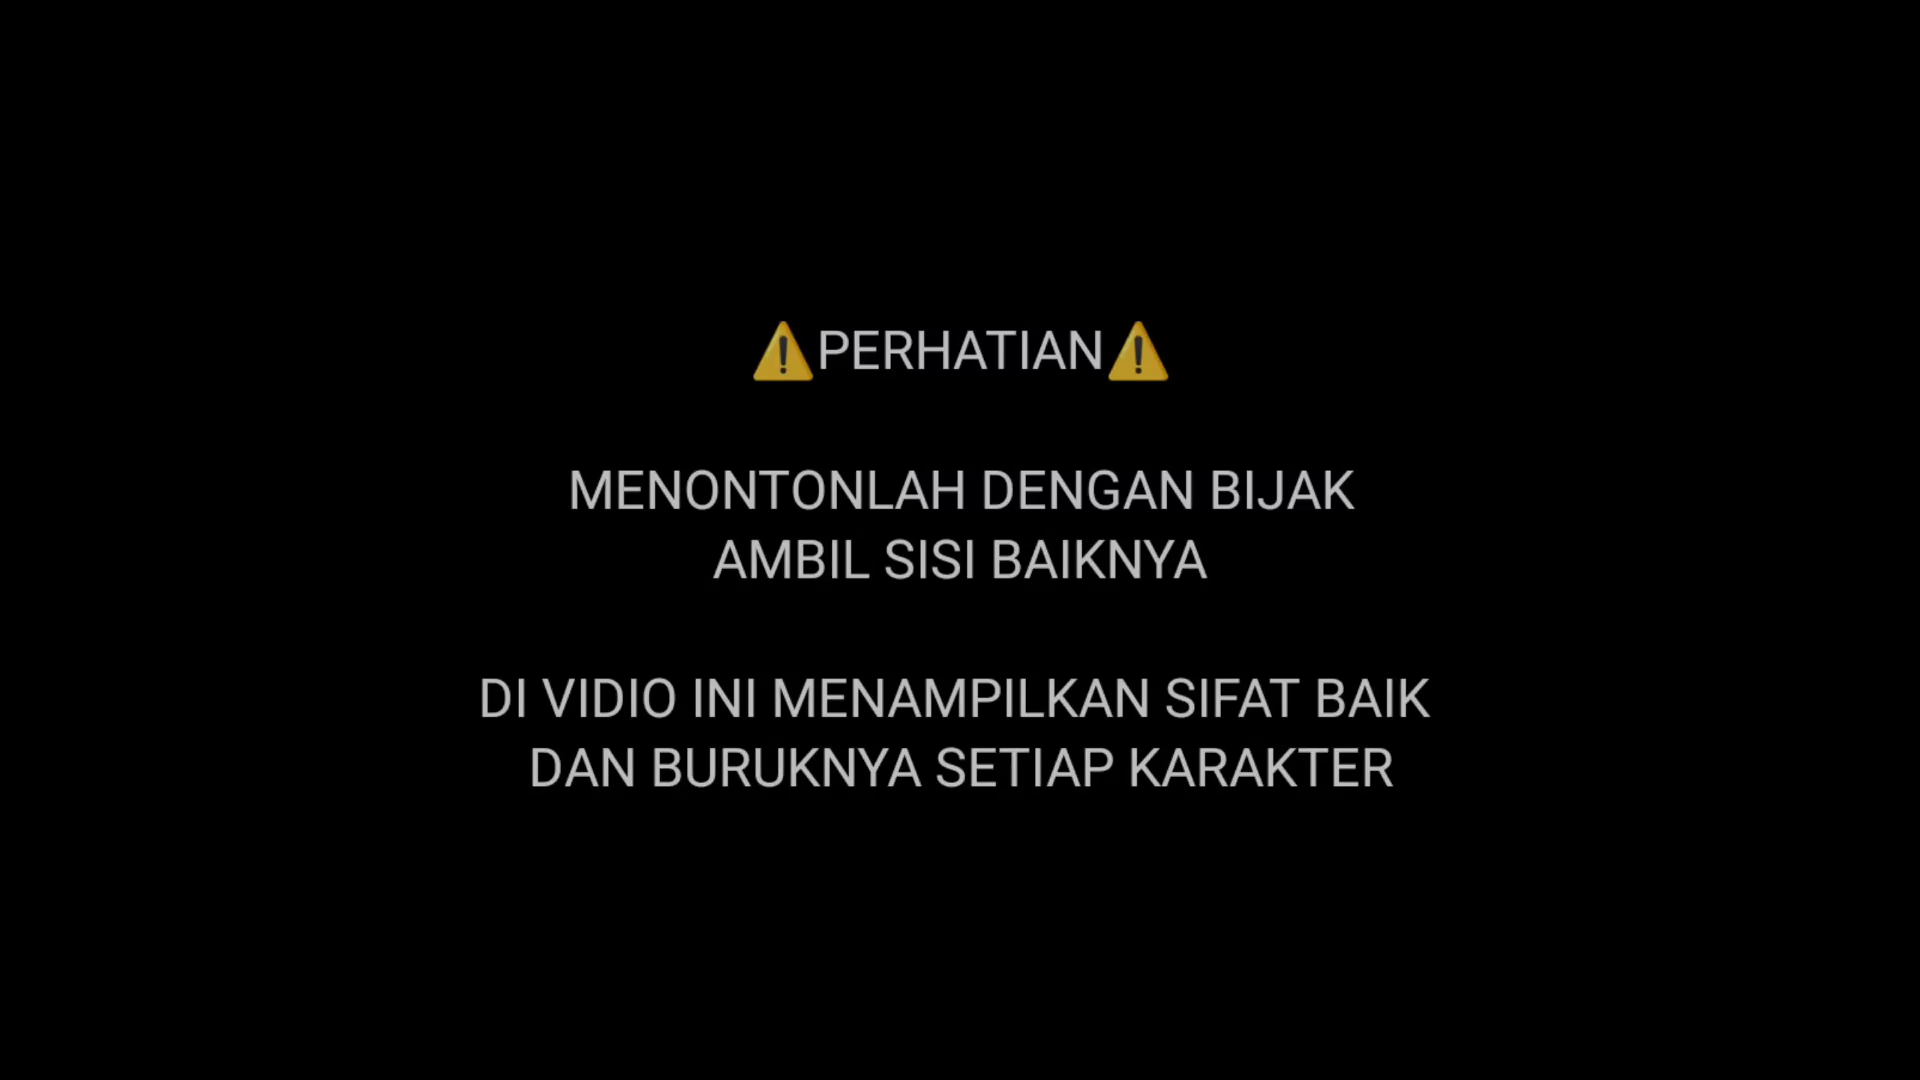 ⚠️PERHATIAN⚠️
MENONTONLAH DENGAN BIJAK
AMBIL SISI BAIKNYA
DI VIDIO INI MENAMPILKAN SIFAT BAIK
DAN BURUKNYA SETIAP KARAKTER